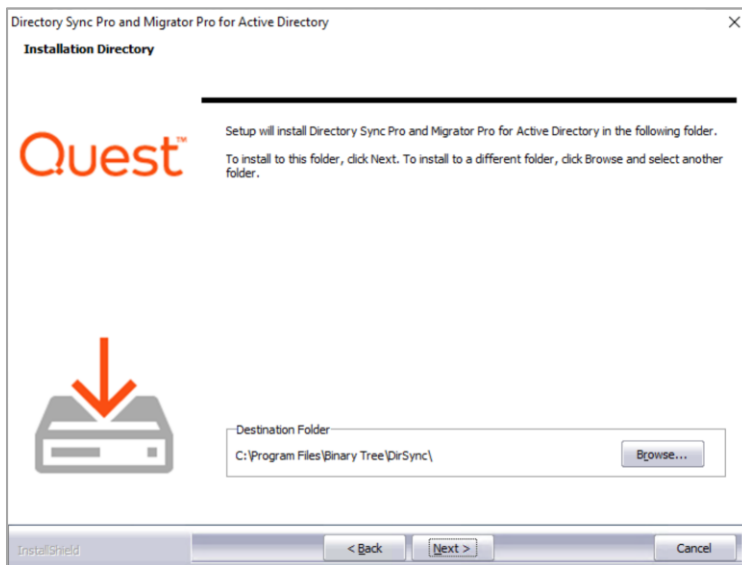 Directory Sync Pro and Migrator Pro for Active Directory
Installation Directory
Quest™
Setup will install Directory Sync Pro and Migrator Pro for Active Directory in the following folder.
To install to this folder, click Next. To install to a different folder, click Browse and select another
folder.
Destination Folder
C:\Program Files\Binary Tree\DirSync\
Browse...
InstallShield
< Back
Next >
Cancel